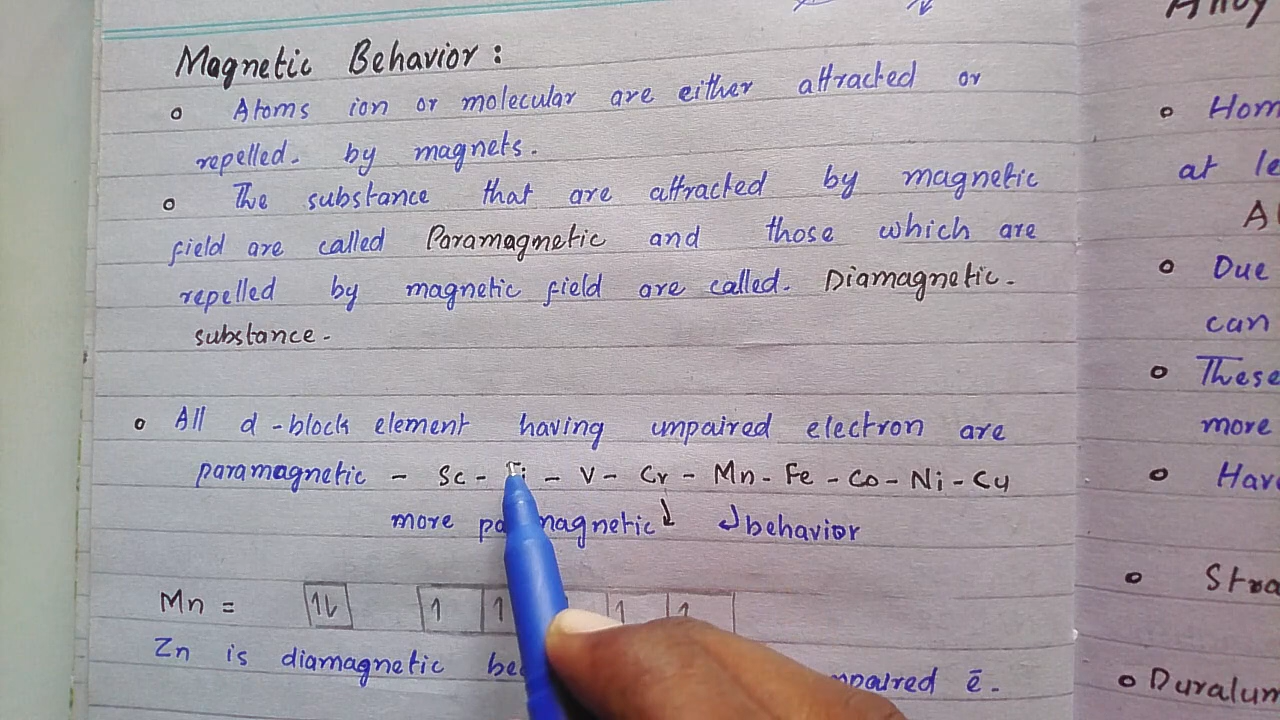 Magnetic Behavior :
o Atoms ion or molecular are either attracted or
repelled. by magnets.
o The substance that are attracted by magnetic
field are called Paramagnetic and those which are
repelled by magnetic field are called. Diamagnetic.
substance.
o All d-block element having unpaired electron are
paramagnetic - Sc - - V - Cr - Mn - Fe - Co - Ni - Cu
more ↓ ↲ behavior
Mn = 1↓ 1 1 1 1
Zn is diamagnetic ē.
Alloy
o Hom
at le
Al
o Due
can
o These
more
o Hav
o Stro
o Duralum